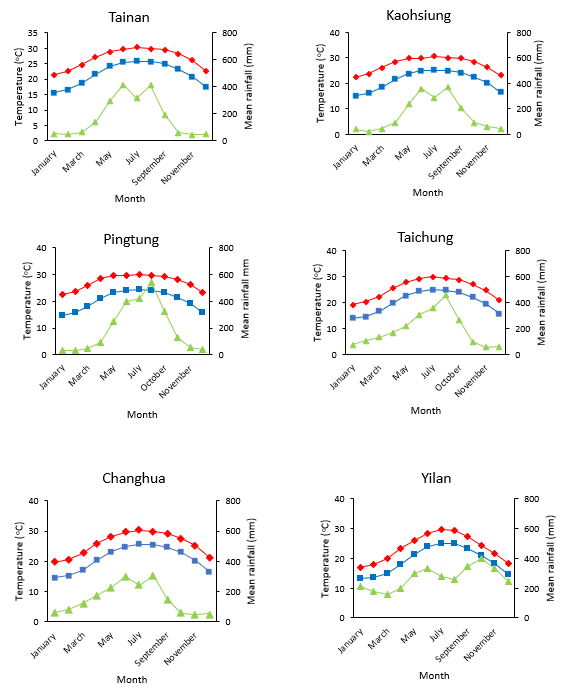 Tainan
35
30
25
20
15
10
5
0
800
600
400
200
0
Temperature (°C)
Mean rainfall (mm)
January
March
May
July
September
November
Month
Kaohsiung
40
30
20
10
0
800
600
400
200
0
Temperature (°C)
Mean rainfall (mm)
January
March
May
July
September
November
Month
Pingtung
40
30
20
10
0
800
600
400
200
0
Temperature (°C)
Mean rainfall mm
January
March
May
July
October
November
Month
Taichung
40
30
20
10
0
800
600
400
200
0
Temperature (°C)
Mean rainfall (mm)
January
March
May
July
October
November
Month
Changhua
40
30
20
10
0
800
600
400
200
0
Temperature (°C)
Mean rainfall (mm)
January
March
May
July
September
November
Month
Yilan
40
30
20
10
0
800
600
400
200
0
Temperature (°C)
Mean rainfall (mm)
January
March
May
July
September
November
Month